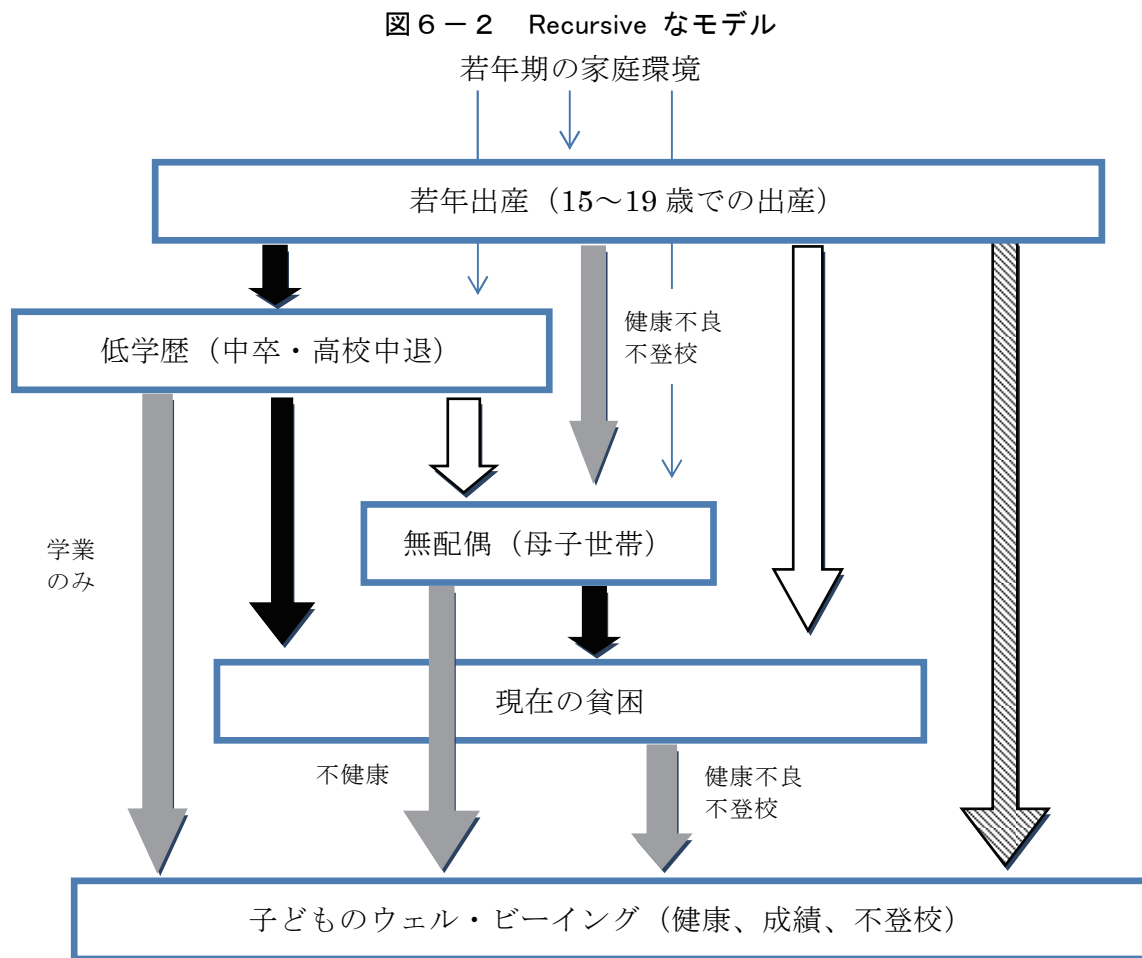 図6－2 Recursive なモデル
若年期の家庭環境
若年出産（15～19 歳での出産）
健康不良
不登校
低学歴（中卒・高校中退）
無配偶（母子世帯）
学業
のみ
現在の貧困
不健康
健康不良
不登校
子どものウェル・ビーイング（健康、成績、不登校）